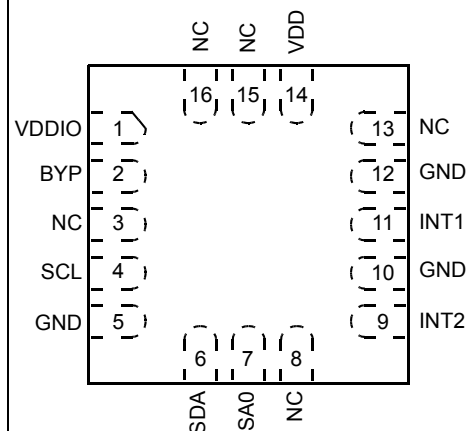 NC NC VDD
16 15 14
VDDIO 1 13 NC
BYP 2 12 GND
NC 3 11 INT1
SCL 4 10 GND
GND 5 9 INT2
6 7 8
SDA SA0 NC